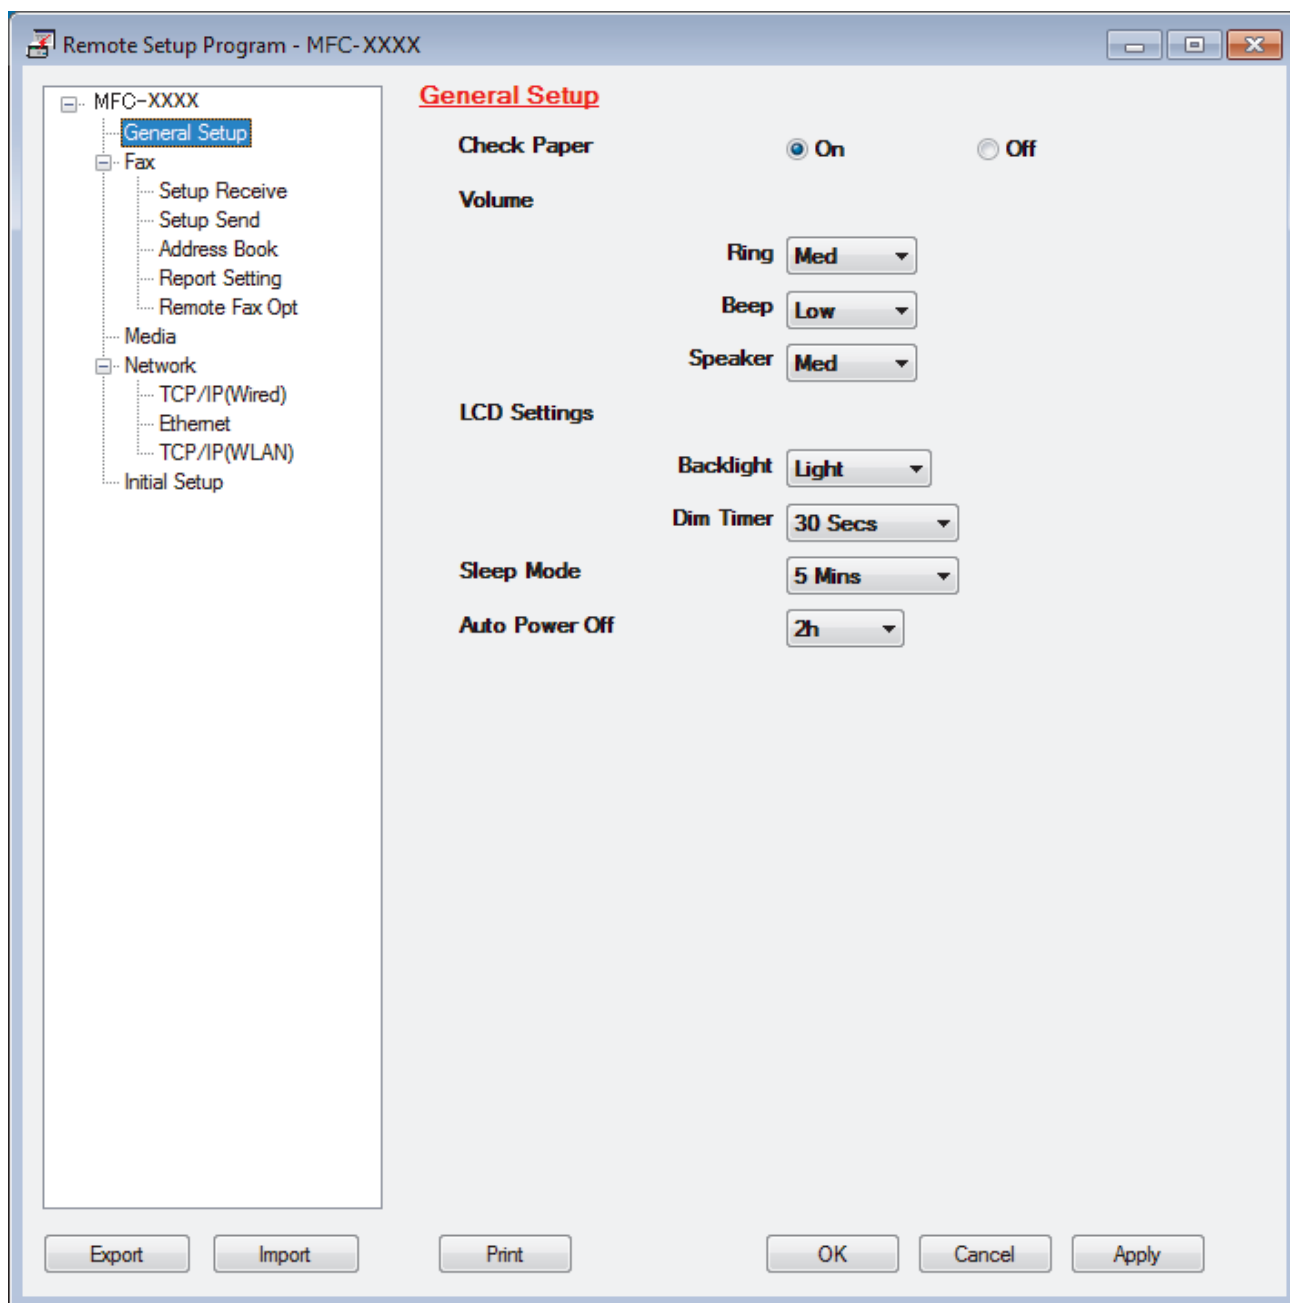 Remote Setup Program - MFC-XXXX
MFC-XXXX
General Setup
Fax
Setup Receive
Setup Send
Address Book
Report Setting
Remote Fax Opt
Media
Network
TCP/IP(Wired)
Ethernet
TCP/IP(WLAN)
Initial Setup
General Setup
Check Paper On Off
Volume
Ring Med
Beep Low
Speaker Med
LCD Settings
Backlight Light
Dim Timer 30 Secs
Sleep Mode 5 Mins
Auto Power Off 2h
Export Import Print OK Cancel Apply